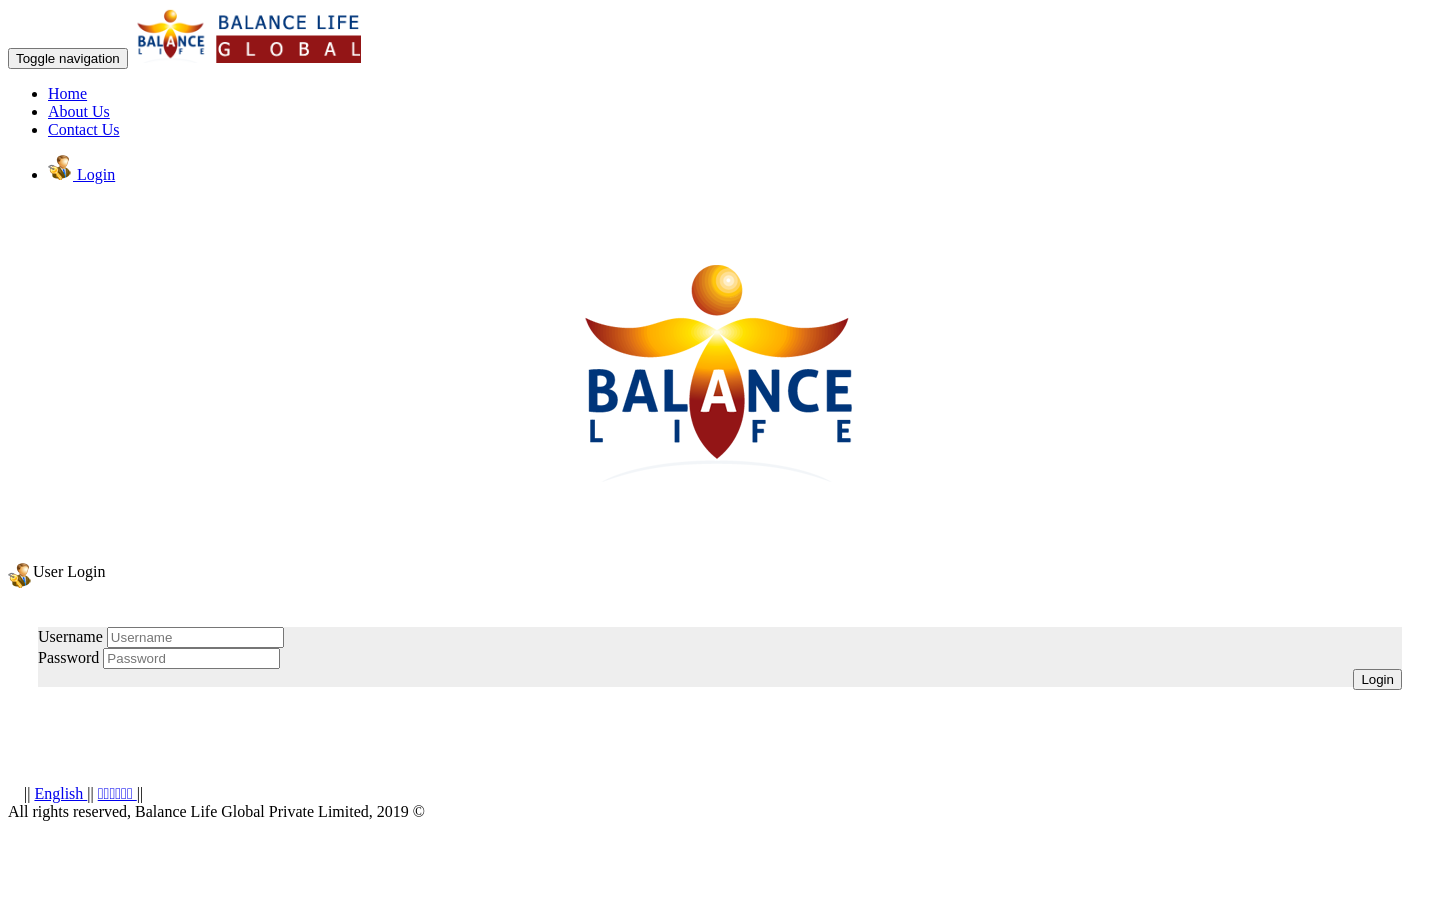 BALANCE LIFE
BALANCE
LIFE
GLOBAL
Toggle navigation
Home
About Us
Contact Us
Login
BALANCE
LIFE
User Login
Username Username
Password Password
Login
|| English || ||
All rights reserved, Balance Life Global Private Limited, 2019 ©